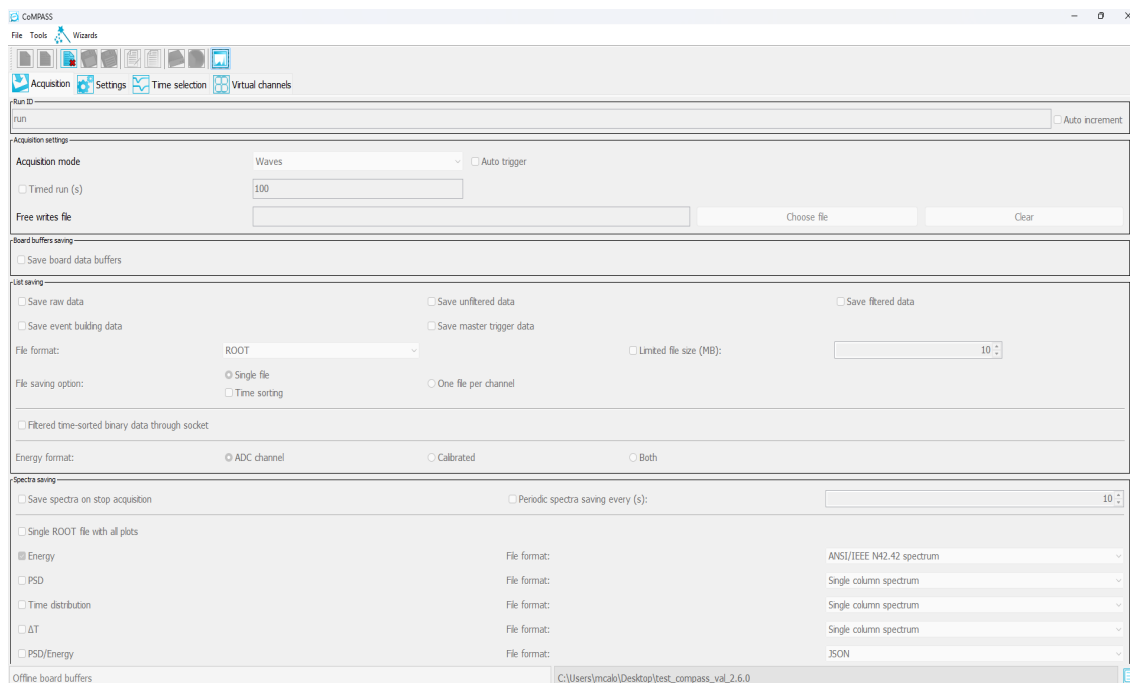 CoMPASS
File Tools Wizards
Acquisition Settings Time selection Virtual channels
Run ID
run Auto increment
Acquisition settings
Acquisition mode Waves Auto trigger
Timed run (s) 100
Free writes file Choose file Clear
Board buffers saving
Save board data buffers
List saving
Save raw data Save unfiltered data Save filtered data
Save event building data Save master trigger data
File format: ROOT Limited file size (MB): 10
File saving option: Single file One file per channel
Time sorting
Filtered time-sorted binary data through socket
Energy format: ADC channel Calibrated Both
Spectra saving
Save spectra on stop acquisition Periodic spectra saving every (s): 10
Single ROOT file with all plots
Energy File format: ANSI/IEEE N42.42 spectrum
PSD File format: Single column spectrum
Time distribution File format: Single column spectrum
ΔT File format: Single column spectrum
PSD/Energy File format: JSON
Offline board buffers C:\Users\mcalo\Desktop\test_compass_val_2.6.0